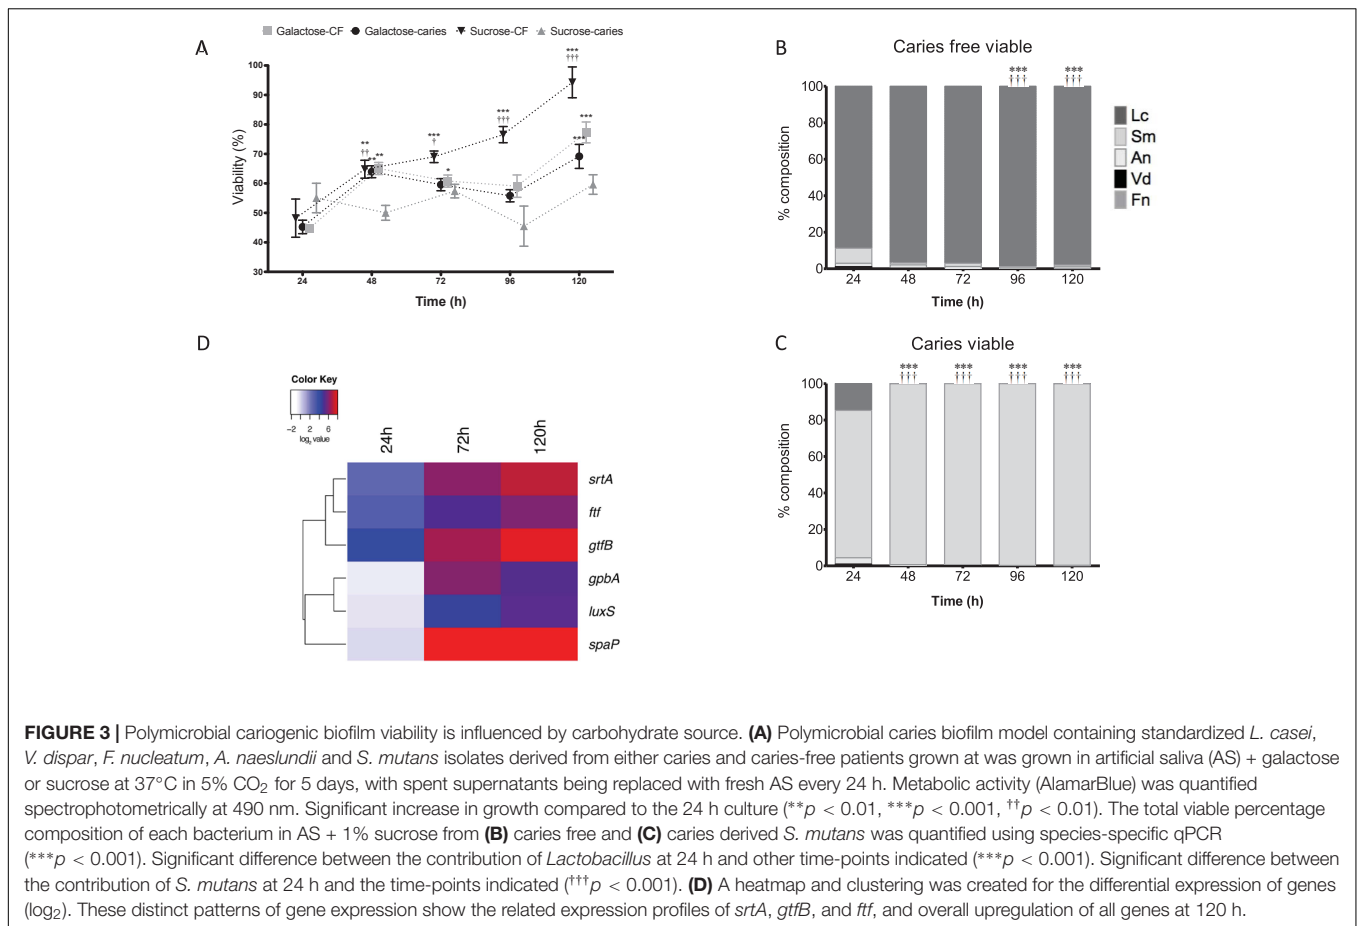 Galactose-CF Galactose-caries Sucrose-CF Sucrose-caries
A
Viability (%)
100
90
80
70
60
50
40
30
** †† ** **
*** † *
*** †††
*** ††† *** ***
24 48 72 96 120
Time (h)
B
Caries free viable
*** ***
††† †††
% composition
100
80
60
40
20
0
24 48 72 96 120
Time (h)
Lc
Sm
An
Vd
Fn
D
Color Key
−2 2 6
log₂ value
24h 72h 120h
srtA
ftf
gtfB
gpbA
luxS
spaP
C
Caries viable
*** *** *** ***
††† ††† ††† †††
% composition
100
80
60
40
20
0
24 48 72 96 120
Time (h)
FIGURE 3 | Polymicrobial cariogenic biofilm viability is influenced by carbohydrate source. (A) Polymicrobial caries biofilm model containing standardized L. casei,
V. dispar, F. nucleatum, A. naeslundii and S. mutans isolates derived from either caries and caries-free patients grown at was grown in artificial saliva (AS) + galactose
or sucrose at 37°C in 5% CO₂ for 5 days, with spent supernatants being replaced with fresh AS every 24 h. Metabolic activity (AlamarBlue) was quantified
spectrophotometrically at 490 nm. Significant increase in growth compared to the 24 h culture (**p < 0.01, ***p < 0.001, ††p < 0.01). The total viable percentage
composition of each bacterium in AS + 1% sucrose from (B) caries free and (C) caries derived S. mutans was quantified using species-specific qPCR
(***p < 0.001). Significant difference between the contribution of Lactobacillus at 24 h and other time-points indicated (***p < 0.001). Significant difference between
the contribution of S. mutans at 24 h and the time-points indicated (†††p < 0.001). (D) A heatmap and clustering was created for the differential expression of genes
(log₂). These distinct patterns of gene expression show the related expression profiles of srtA, gtfB, and ftf, and overall upregulation of all genes at 120 h.